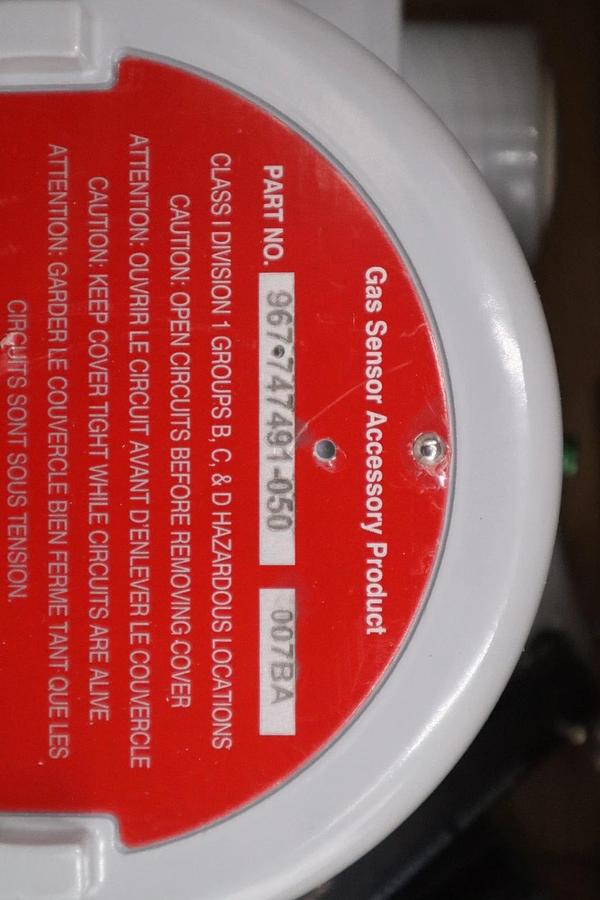 Gas Sensor Accessory Product
PART NO. 967-747491-050 007BA
CLASS I DIVISION 1 GROUPS B, C, & D HAZARDOUS LOCATIONS
CAUTION: OPEN CIRCUITS BEFORE REMOVING COVER
ATTENTION: OUVRIR LE CIRCUIT AVANT D'ENLEVER LE COUVERCLE
CAUTION: KEEP COVER TIGHT WHILE CIRCUITS ARE ALIVE.
ATTENTION: GARDER LE COUVERCLE BIEN FERME TANT QUE LES
CIRCUITS SONT SOUS TENSION.